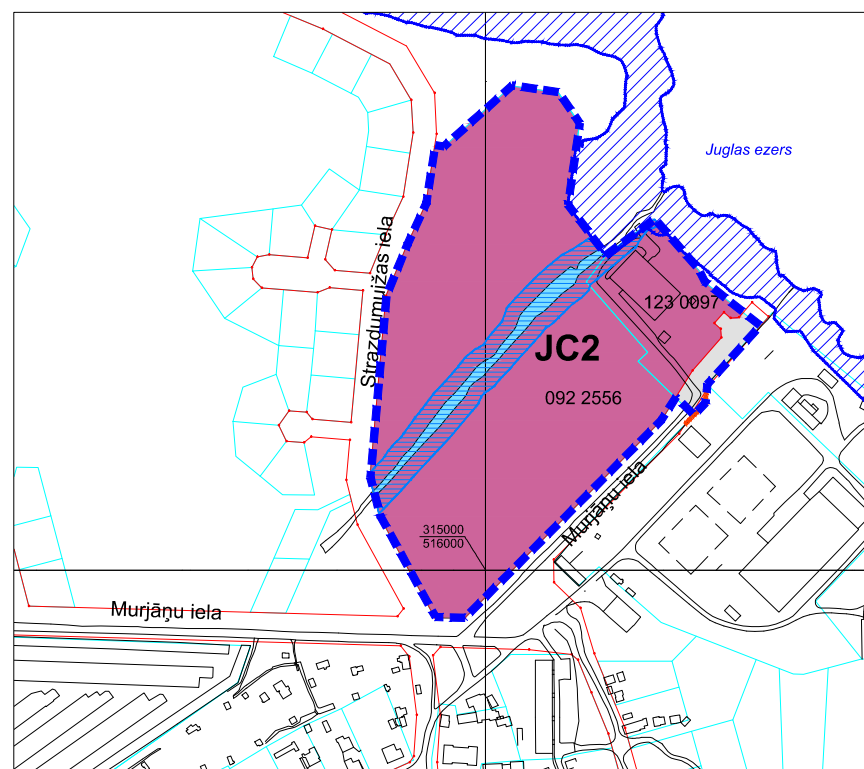 Juglas ezers
Strazdumuižas iela
123 0097
JC2
092 2556
Murjāņu iela
315000
516000
Murjāņu iela